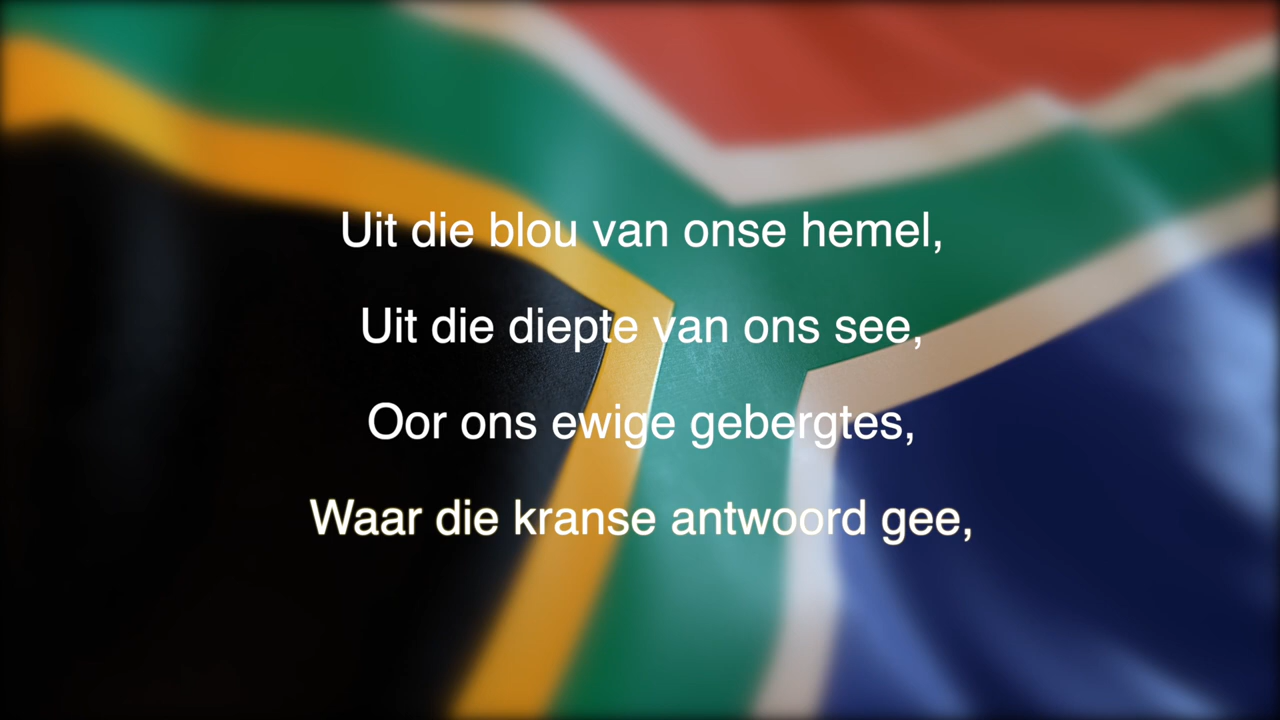 Uit die blou van onse hemel,
Uit die diepte van ons see,
Oor ons ewige gebergtes,
Waar die kranse antwoord gee,